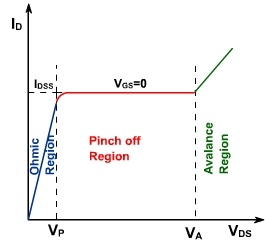 I_D
I_DSS
V_GS=0
Ohmic
Region
Pinch off
Region
Avalance
Region
V_P
V_A
V_DS